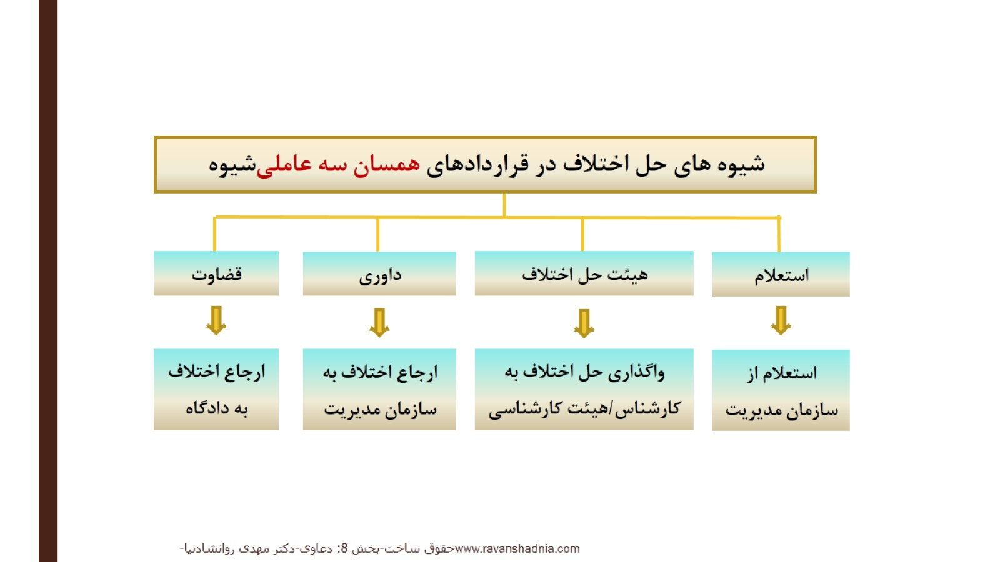 شیوه های حل اختلاف در قراردادهای همسان سه عاملی‌شیوه
استعلام
هیئت حل اختلاف
داوری
قضاوت
استعلام از
سازمان مدیریت
واگذاری حل اختلاف به
کارشناس/هیئت کارشناسی
ارجاع اختلاف به
سازمان مدیریت
ارجاع اختلاف
به دادگاه
حقوق ساخت-بخش 8: دعاوی-دکتر مهدی روانشادنیا-www.ravanshadnia.com